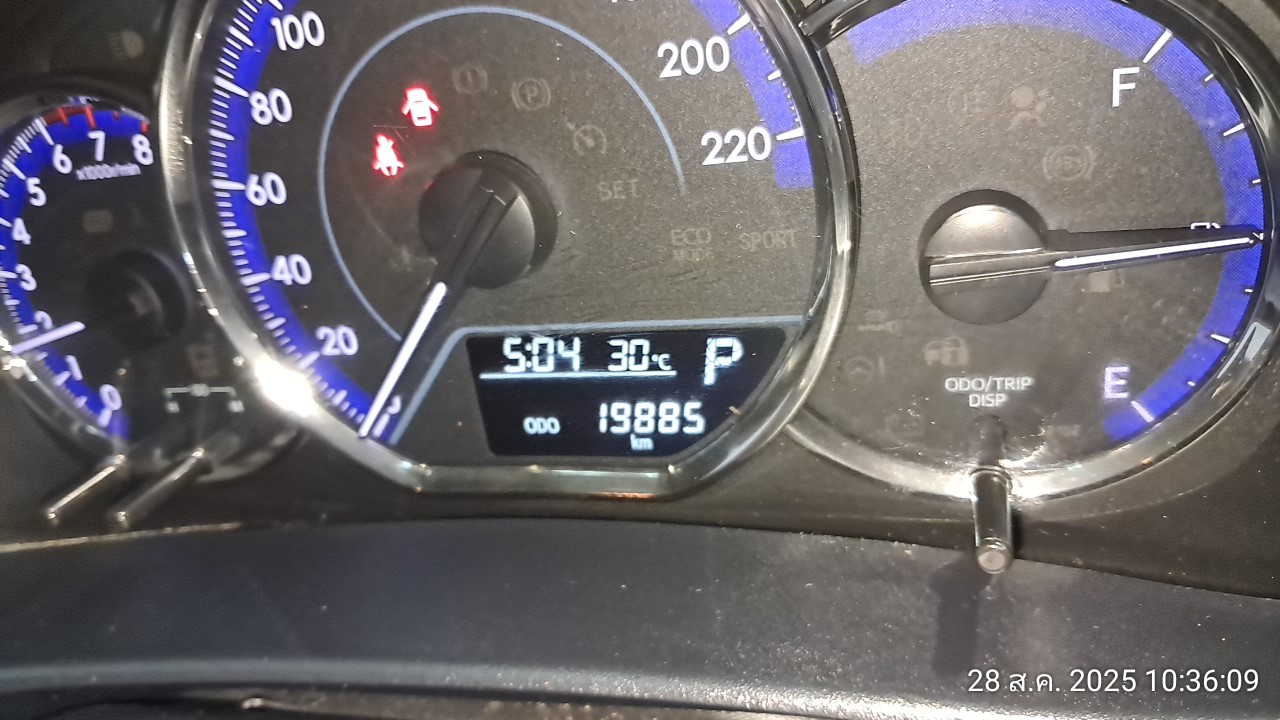 100
80
60
40
20
200
220
8
7
6
5
4
3
2
1
0
x1000r/min
P
SET
ECO
MODE
SPORT
5:04 30°C P
ODO 19885
km
F
E
ODO/TRIP
DISP
28 ส.ค. 2025 10:36:09